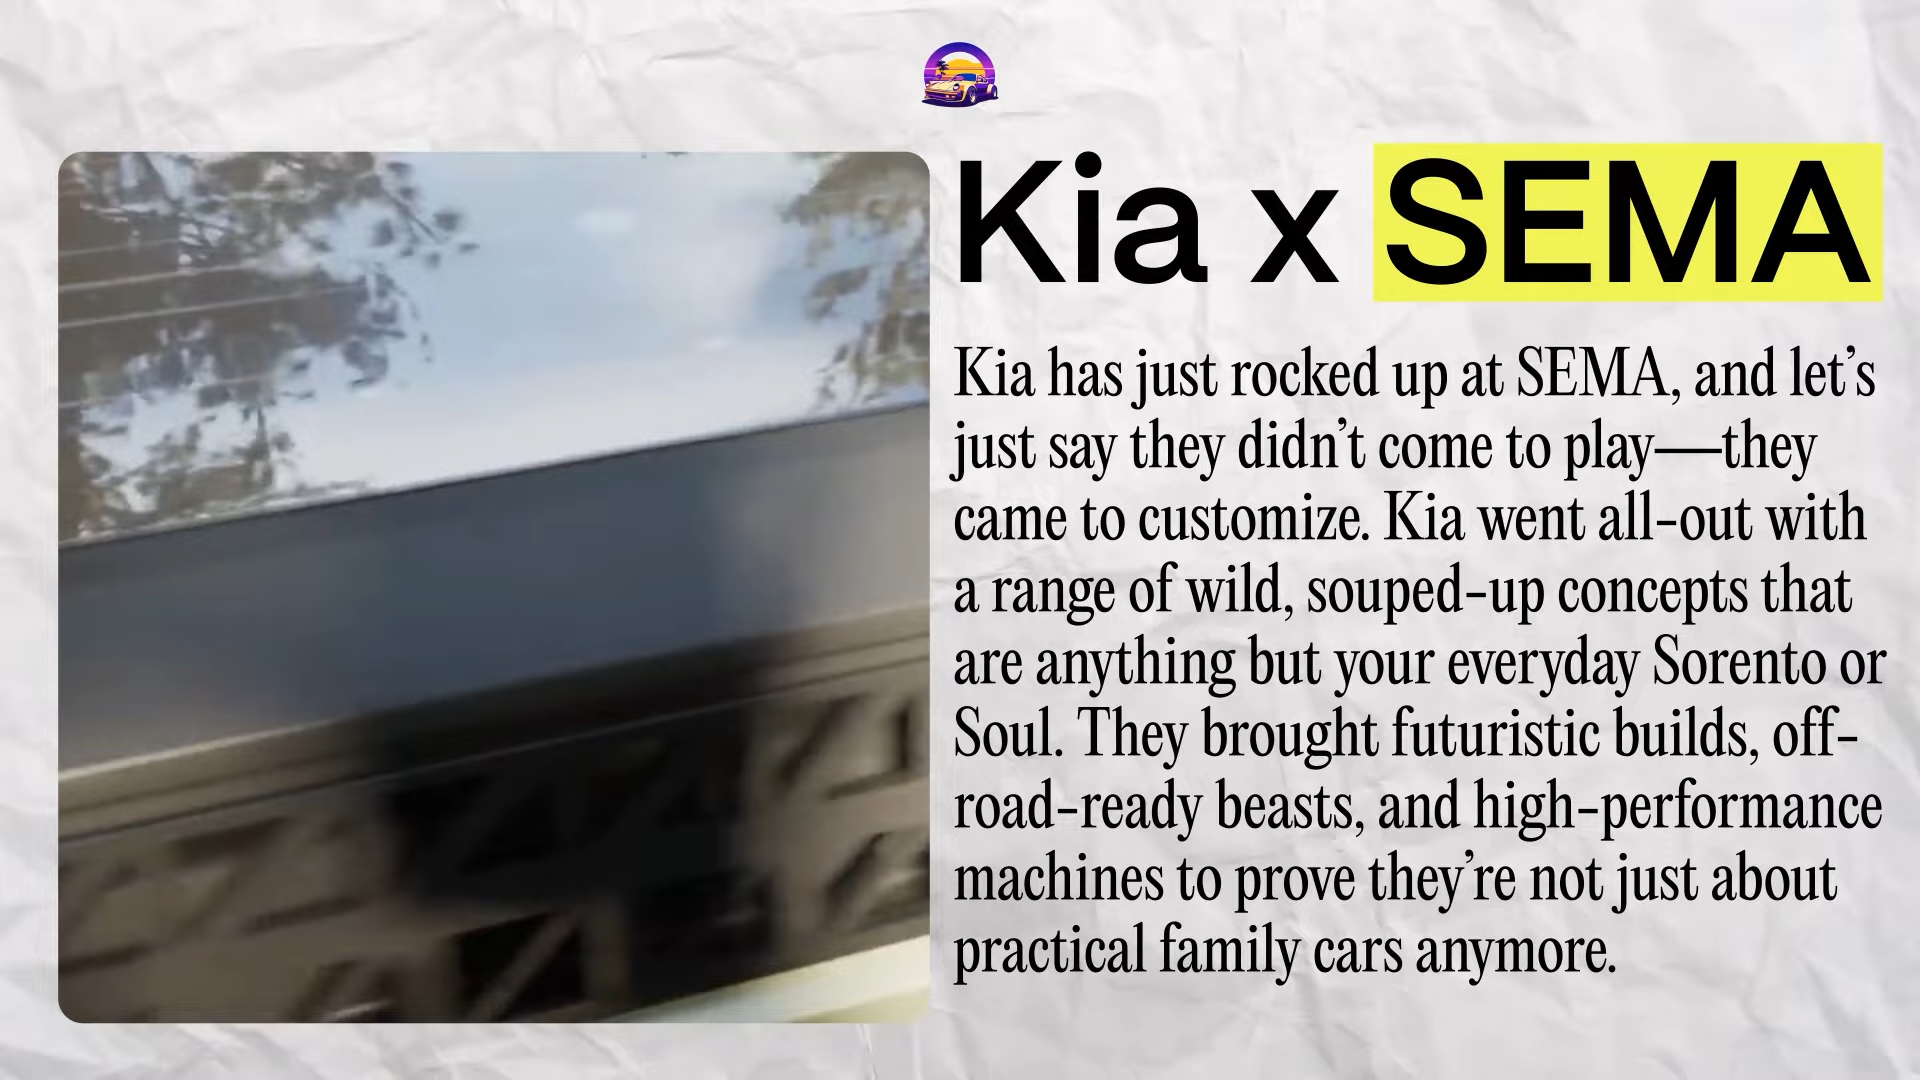 Kia x SEMA
Kia has just rocked up at SEMA, and let’s
just say they didn’t come to play—they
came to customize. Kia went all-out with
a range of wild, souped-up concepts that
are anything but your everyday Sorento or
Soul. They brought futuristic builds, off-
road-ready beasts, and high-performance
machines to prove they’re not just about
practical family cars anymore.